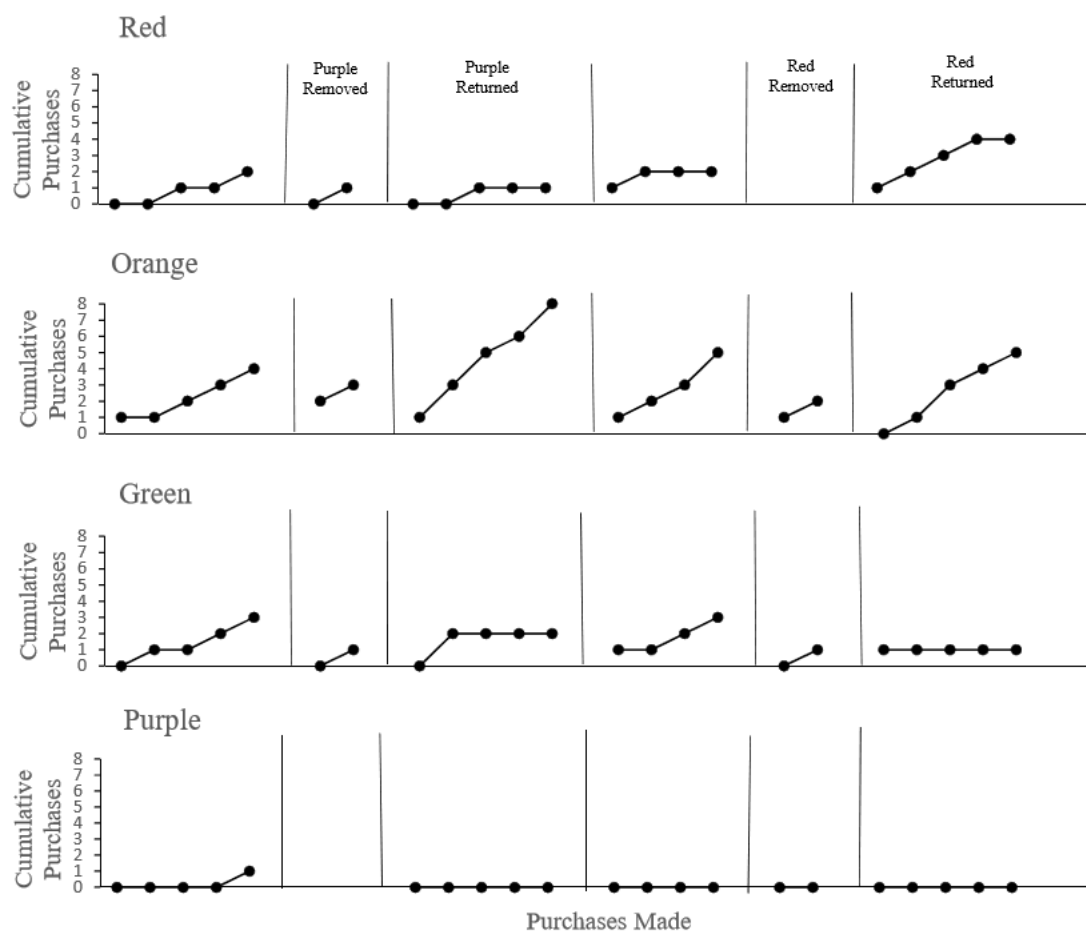 Red
Purple
Removed
Purple
Returned
Red
Removed
Red
Returned
Cumulative
Purchases
8
7
6
5
4
3
2
1
0
Orange
Cumulative
Purchases
8
7
6
5
4
3
2
1
0
Green
Cumulative
Purchases
8
7
6
5
4
3
2
1
0
Purple
Cumulative
Purchases
8
7
6
5
4
3
2
1
0
Purchases Made